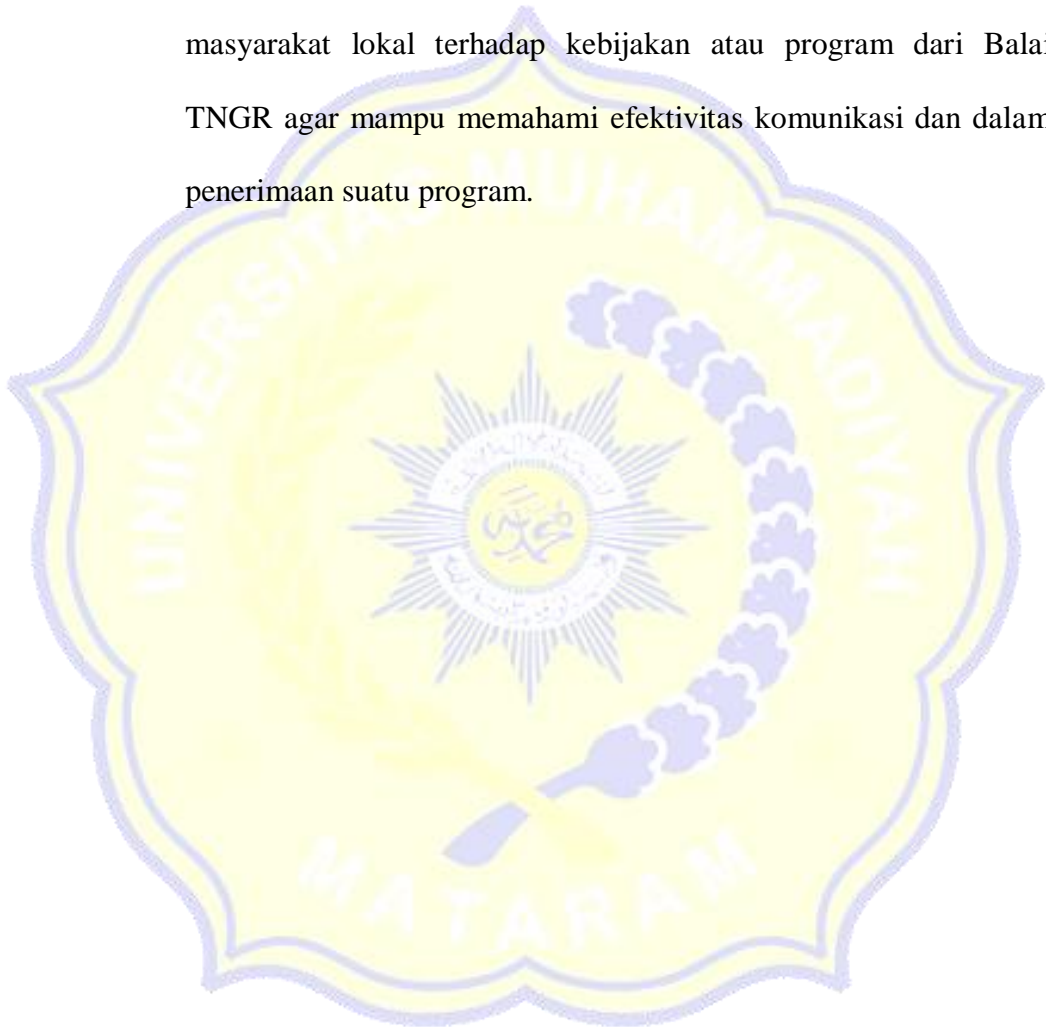 masyarakat lokal terhadap kebijakan atau program dari Balai
TNGR agar mampu memahami efektivitas komunikasi dan dalam
penerimaan suatu program.
UNIVERSITAS MUHAMMADIYAH
MATARAM